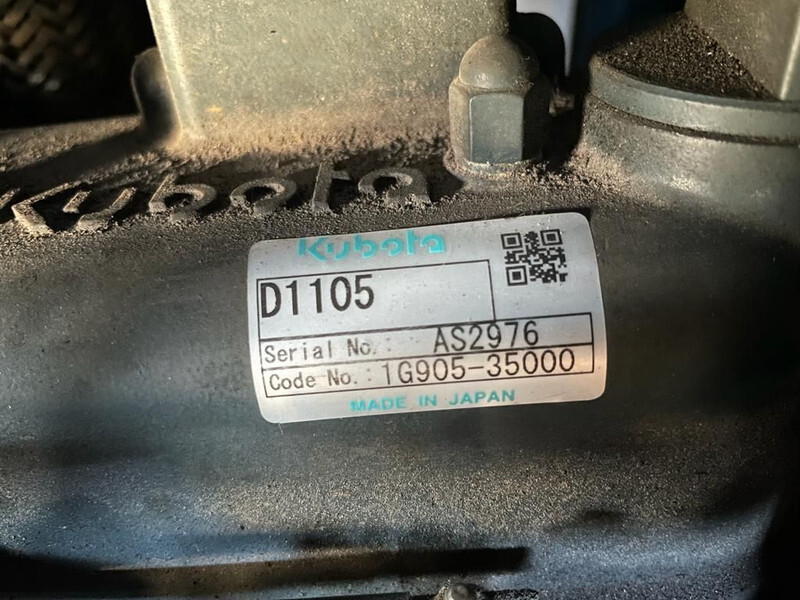 Kubota
Kubota
D1105
Serial No.: AS2976
Code No.: 1G905-35000
MADE IN JAPAN